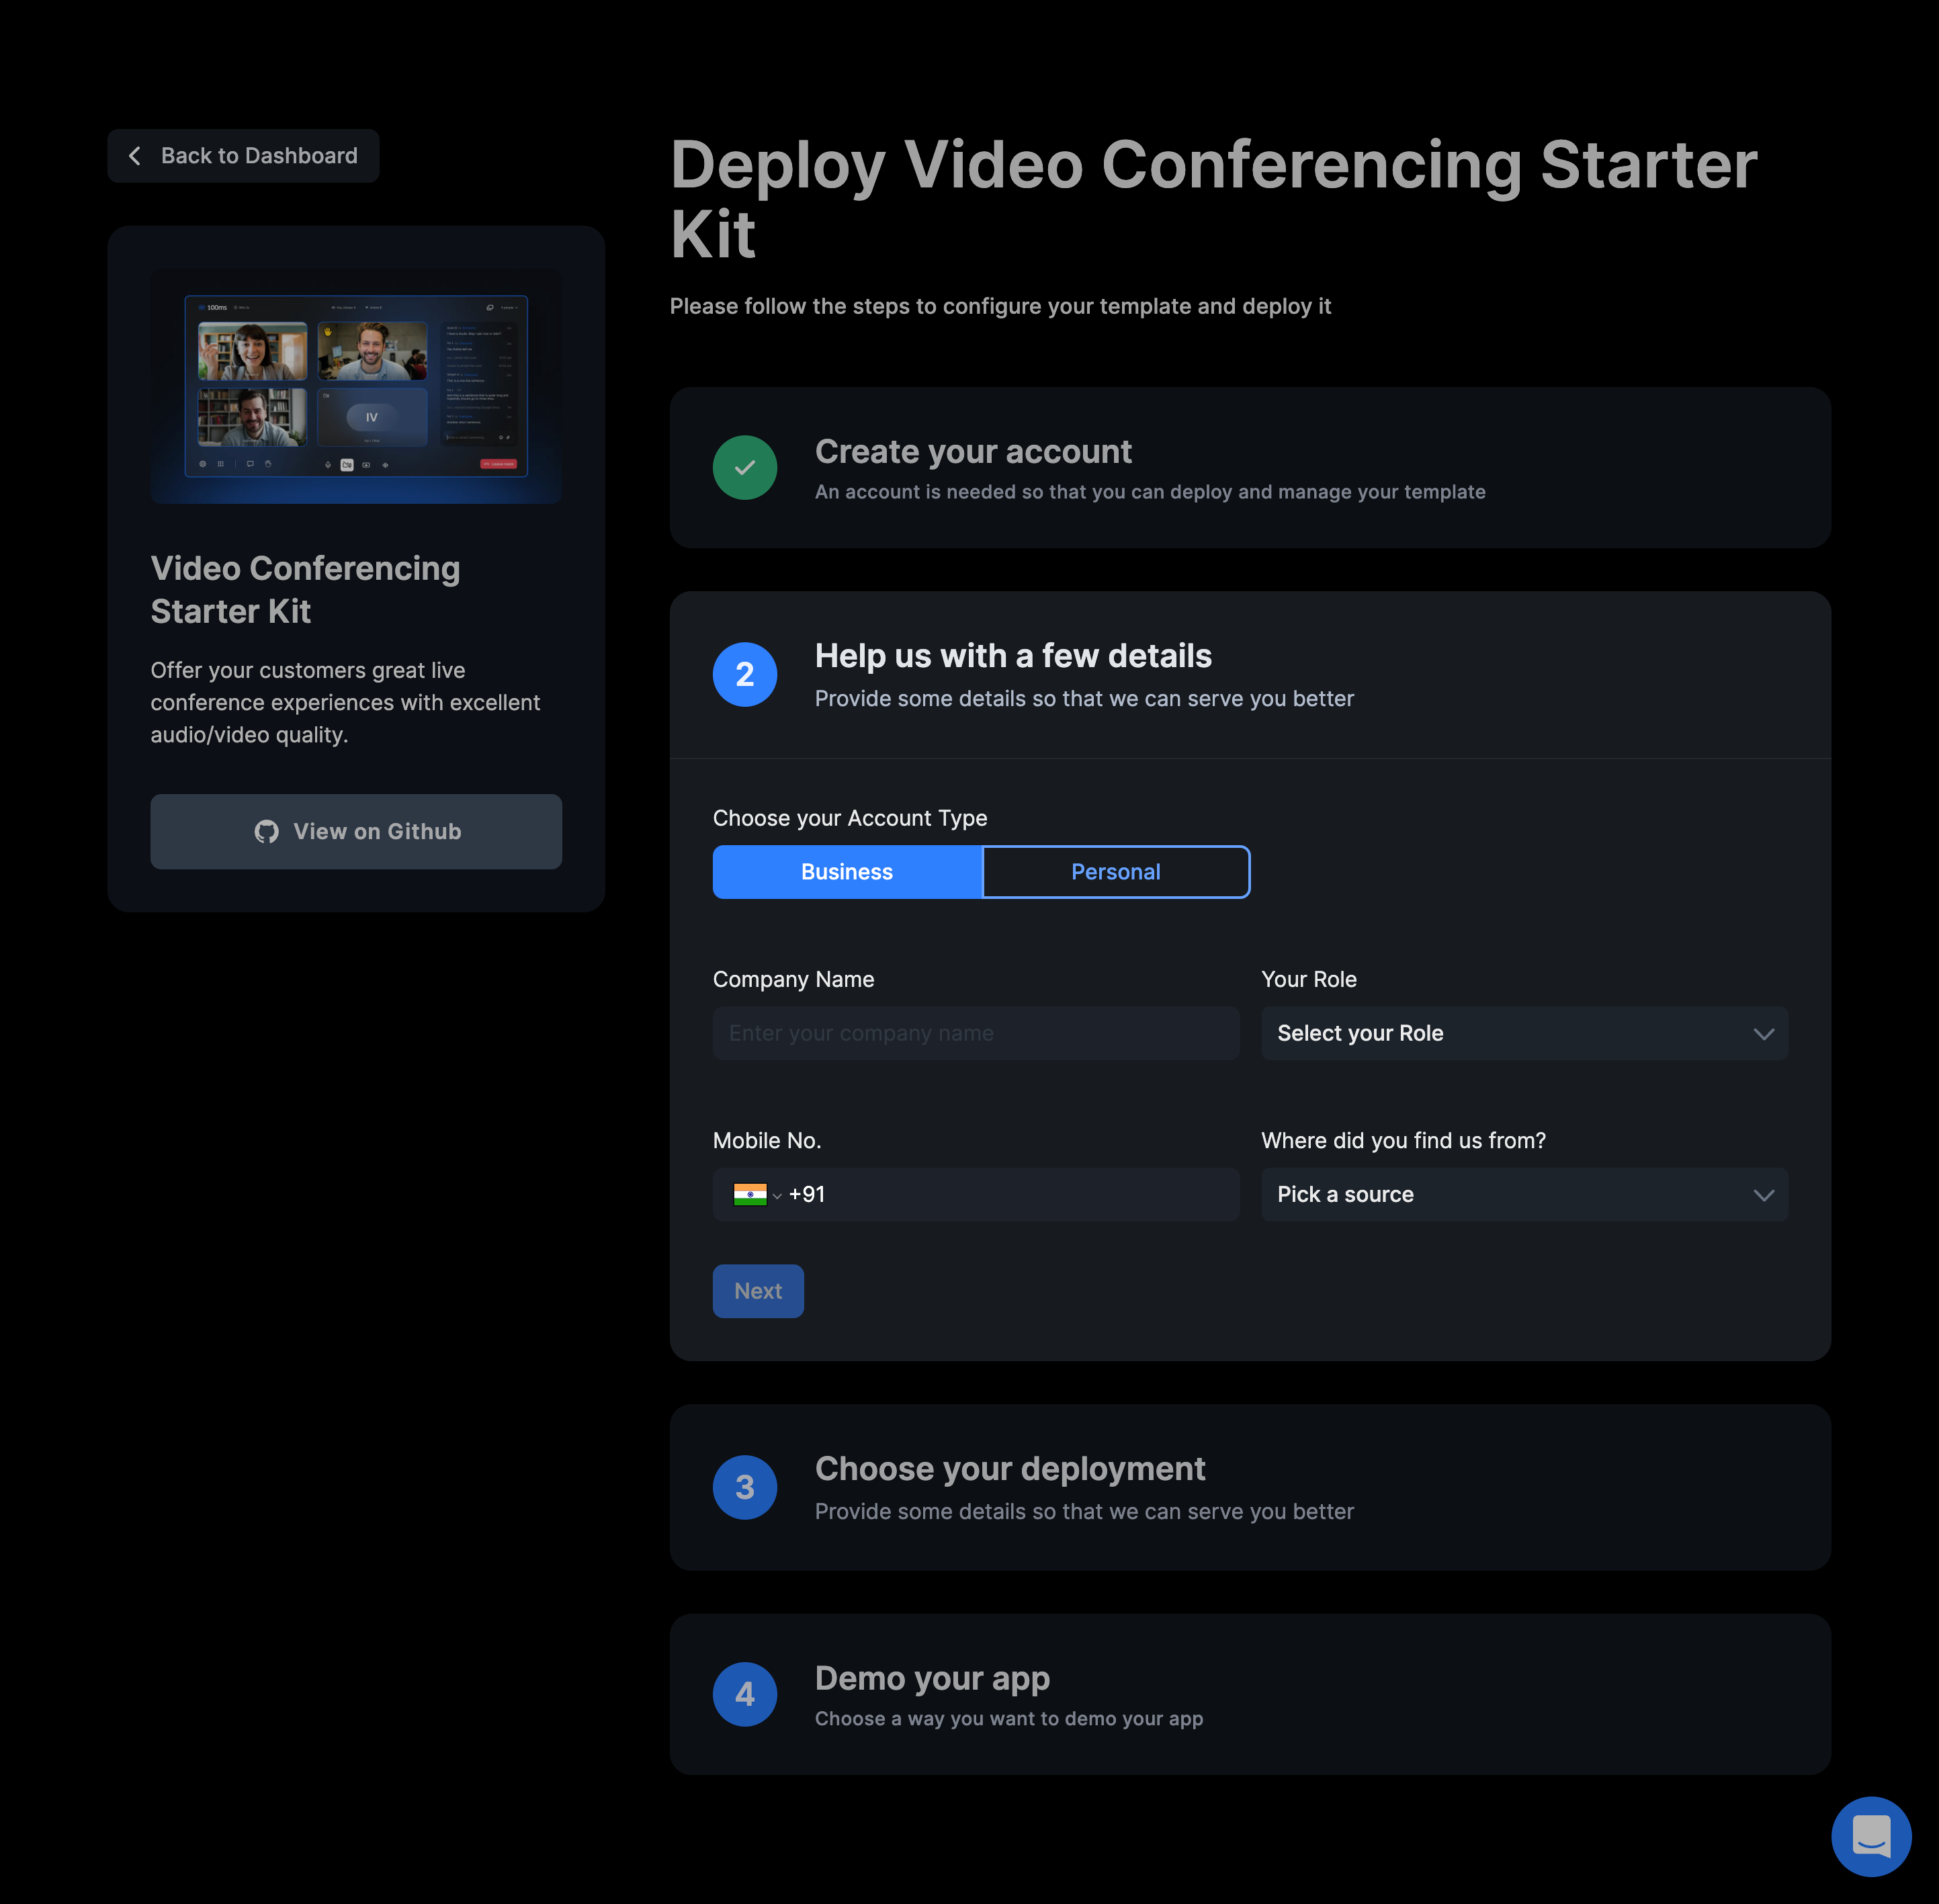 Back to Dashboard
100ms
IV
Video Conferencing
Starter Kit
Offer your customers great live
conference experiences with excellent
audio/video quality.
View on Github
Deploy Video Conferencing Starter
Kit
Please follow the steps to configure your template and deploy it
Create your account
An account is needed so that you can deploy and manage your template
2
Help us with a few details
Provide some details so that we can serve you better
Choose your Account Type
Business
Personal
Company Name
Your Role
Enter your company name
Select your Role
Mobile No.
Where did you find us from?
+91
Pick a source
Next
3
Choose your deployment
Provide some details so that we can serve you better
4
Demo your app
Choose a way you want to demo your app